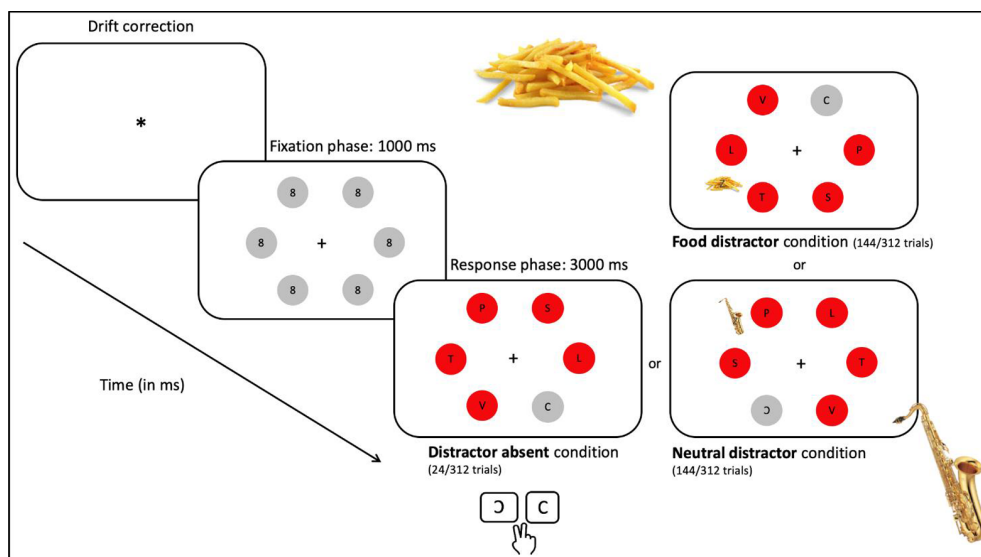 Drift correction
*
Fixation phase: 1000 ms
8 8
8 + 8
8 8
Response phase: 3000 ms
P S
T + L
V C
Distractor absent condition
(24/312 trials)
or
V C
L + P
T S
Food distractor condition (144/312 trials)
or
P L
S + T
Ɔ V
Neutral distractor condition
(144/312 trials)
Time (in ms)
Ɔ C